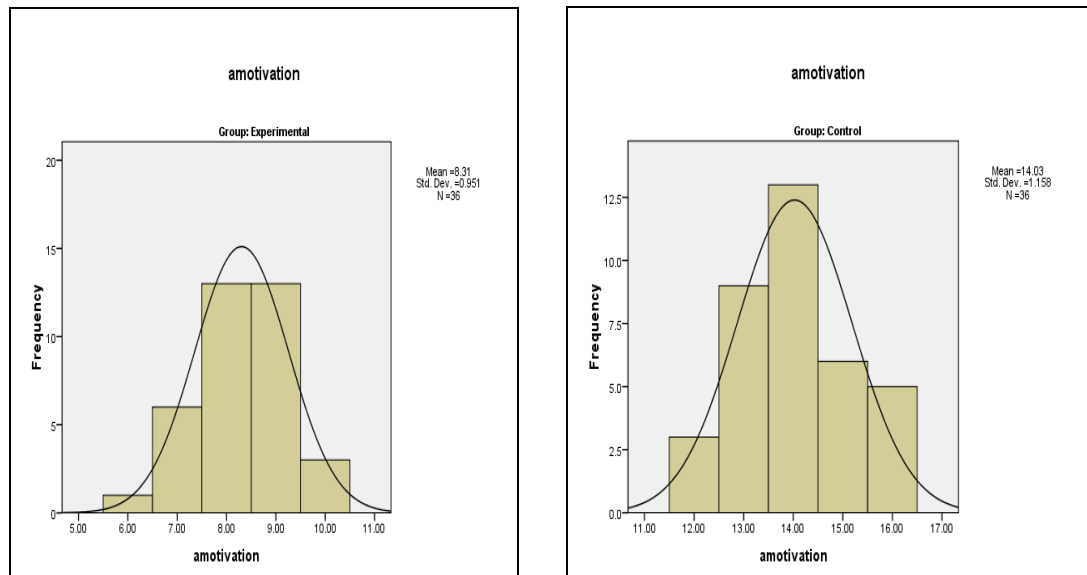 amotivation
Group: Experimental
Mean =8.31
Std. Dev. =0.951
N =36
Frequency
20
15
10
5
0
5.00 6.00 7.00 8.00 9.00 10.00 11.00
amotivation
amotivation
Group: Control
Mean =14.03
Std. Dev. =1.158
N =36
Frequency
12.5
10.0
7.5
5.0
2.5
0.0
11.00 12.00 13.00 14.00 15.00 16.00 17.00
amotivation